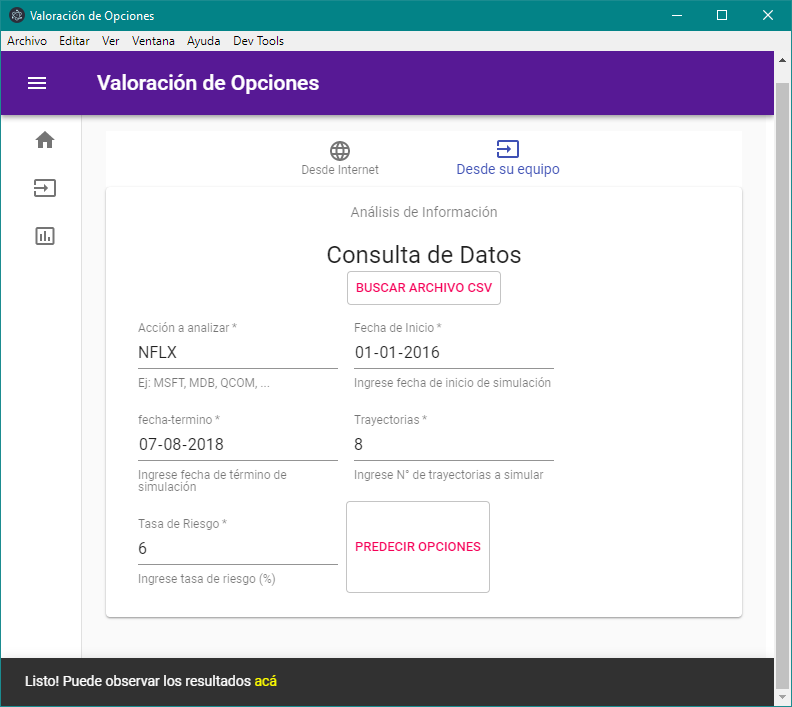 Valoración de Opciones
Archivo Editar Ver Ventana Ayuda Dev Tools
Valoración de Opciones
Desde Internet
Desde su equipo
Análisis de Información
Consulta de Datos
BUSCAR ARCHIVO CSV
Acción a analizar *
NFLX
Ej: MSFT, MDB, QCOM, ...
Fecha de Inicio *
01-01-2016
Ingrese fecha de inicio de simulación
fecha-termino *
07-08-2018
Ingrese fecha de término de
simulación
Trayectorias *
8
Ingrese N° de trayectorias a simular
Tasa de Riesgo *
6
Ingrese tasa de riesgo (%)
PREDECIR OPCIONES
Listo! Puede observar los resultados acá